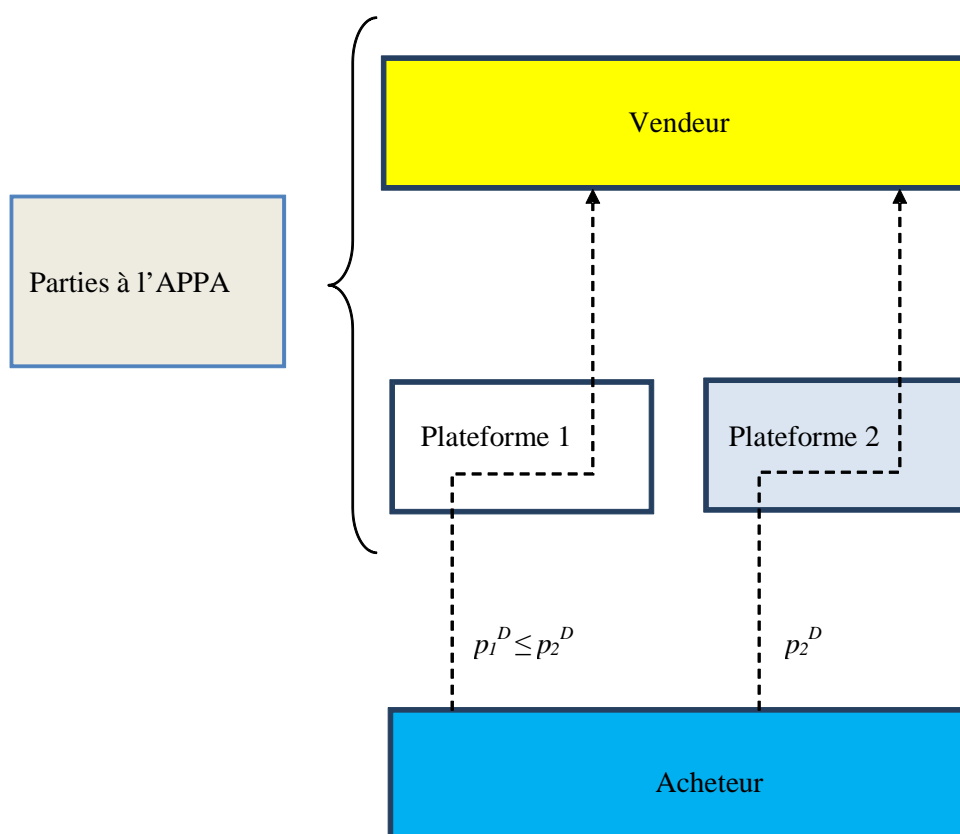 Vendeur
Parties à l’APPA
Plateforme 1
Plateforme 2
p₁ᴰ ≤ p₂ᴰ
p₂ᴰ
Acheteur